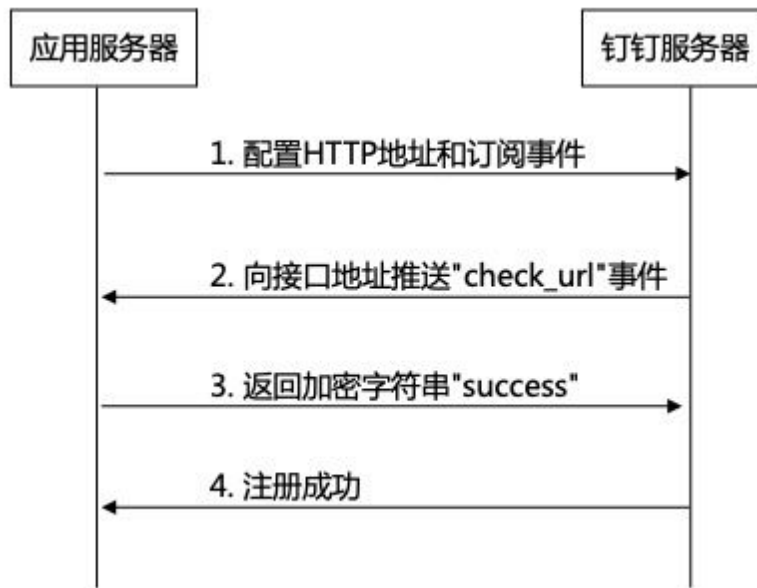 应用服务器
钉钉服务器
1. 配置HTTP地址和订阅事件
2. 向接口地址推送"check_url"事件
3. 返回加密字符串"success"
4. 注册成功